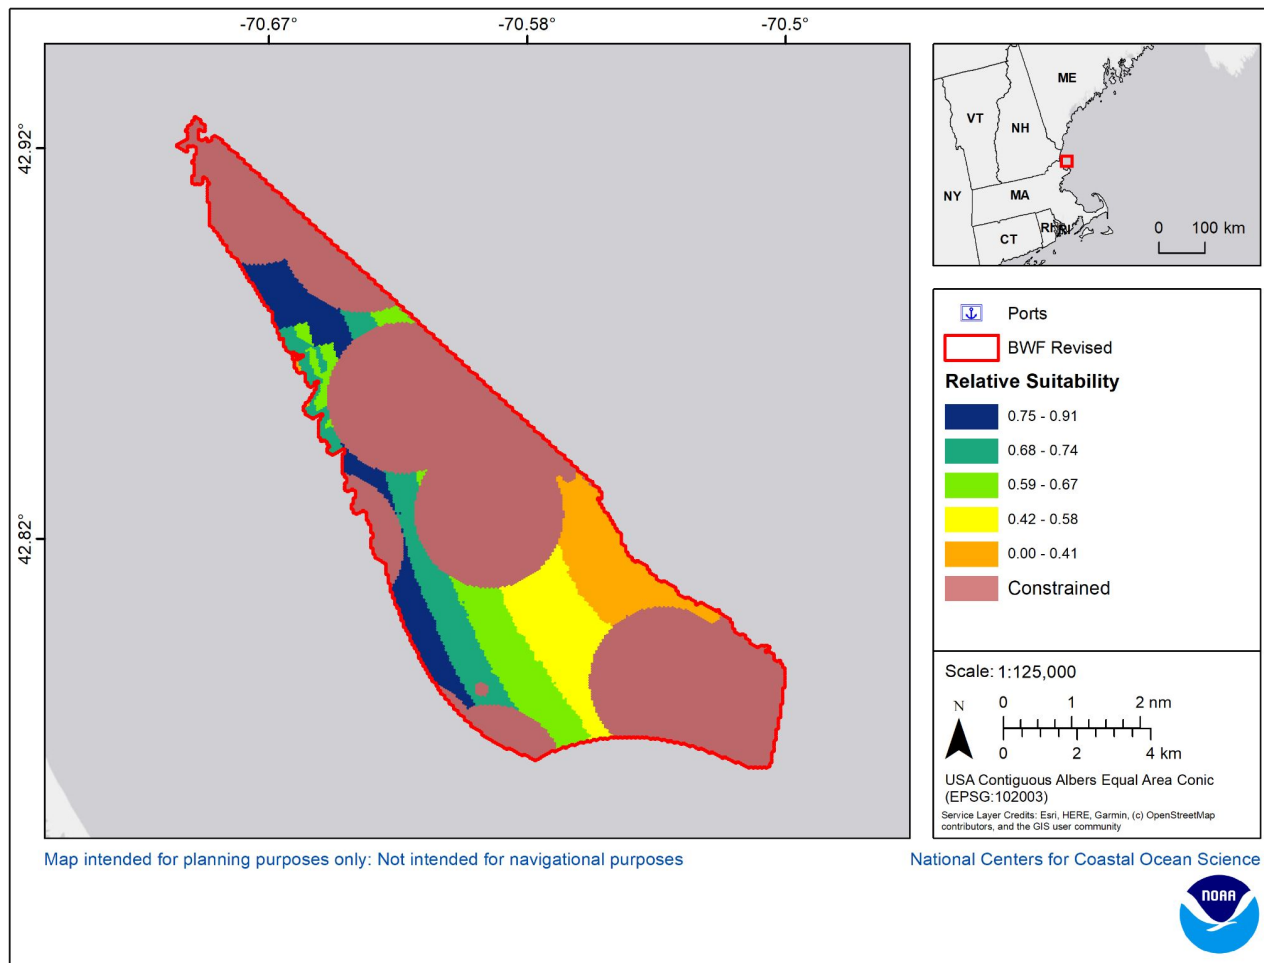 -70.67°
-70.58°
-70.5°
42.92°
42.82°
ME
VT
NH
NY
MA
CT
RI
RI
0 100 km
Ports
BWF Revised
Relative Suitability
0.75 - 0.91
0.68 - 0.74
0.59 - 0.67
0.42 - 0.58
0.00 - 0.41
Constrained
Scale: 1:125,000
N
0 1 2 nm
0 2 4 km
USA Contiguous Albers Equal Area Conic
(EPSG:102003)
Service Layer Credits: Esri, HERE, Garmin, (c) OpenStreetMap
contributors, and the GIS user community
Map intended for planning purposes only: Not intended for navigational purposes
National Centers for Coastal Ocean Science
NOAA